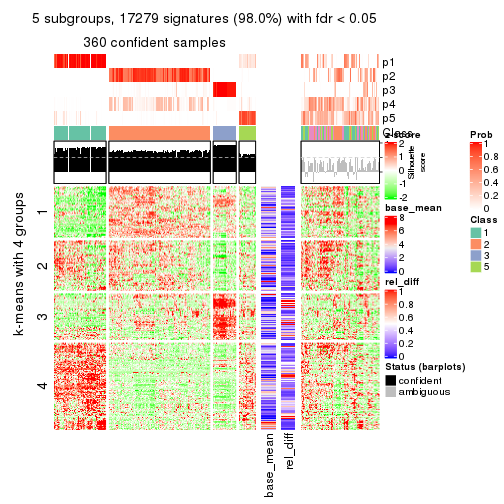 5 subgroups, 17279 signatures (98.0%) with fdr < 0.05
360 confident samples
p1
p2
p3
p4
p5
Class
Silhouette
score
k-means with 4 groups
1
2
3
4
base_mean
rel_diff
z-score
2
1
0
-1
-2
base_mean
8
6
4
2
0
rel_diff
1
0.8
0.6
0.4
0.2
0
Status (barplots)
confident
ambiguous
Prob
1
0.8
0.6
0.4
0.2
0
Class
1
2
3
5